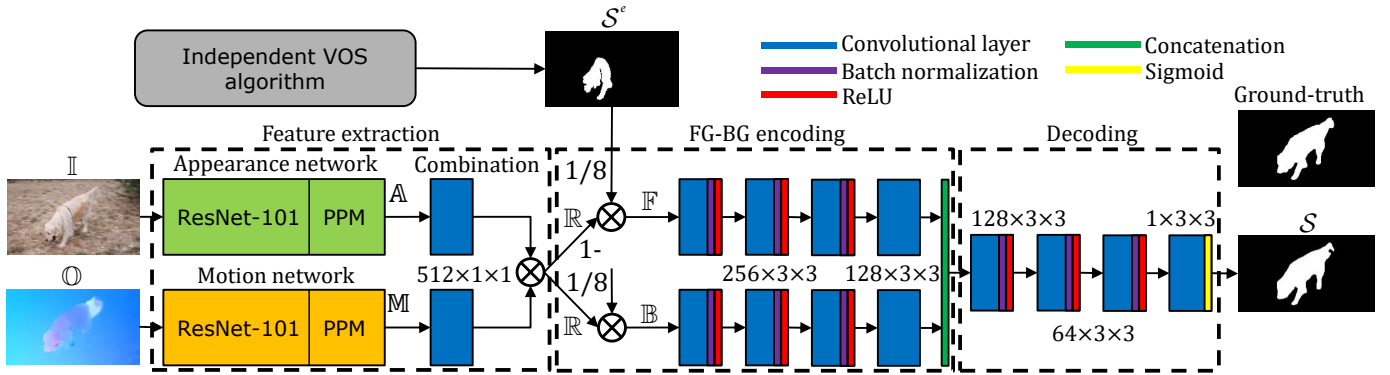 𝒮ᵉ
Independent VOS
algorithm
Convolutional layer
Batch normalization
ReLU
Concatenation
Sigmoid
Ground-truth
Feature extraction
FG-BG encoding
Decoding
𝕀
Appearance network
Combination
ResNet-101
PPM
𝔸
1/8
ℝ
𝔽
1-
1/8
ℝ
𝔹
𝕆
Motion network
512×1×1
ResNet-101
PPM
𝕄
256×3×3
128×3×3
128×3×3
1×3×3
64×3×3
𝒮